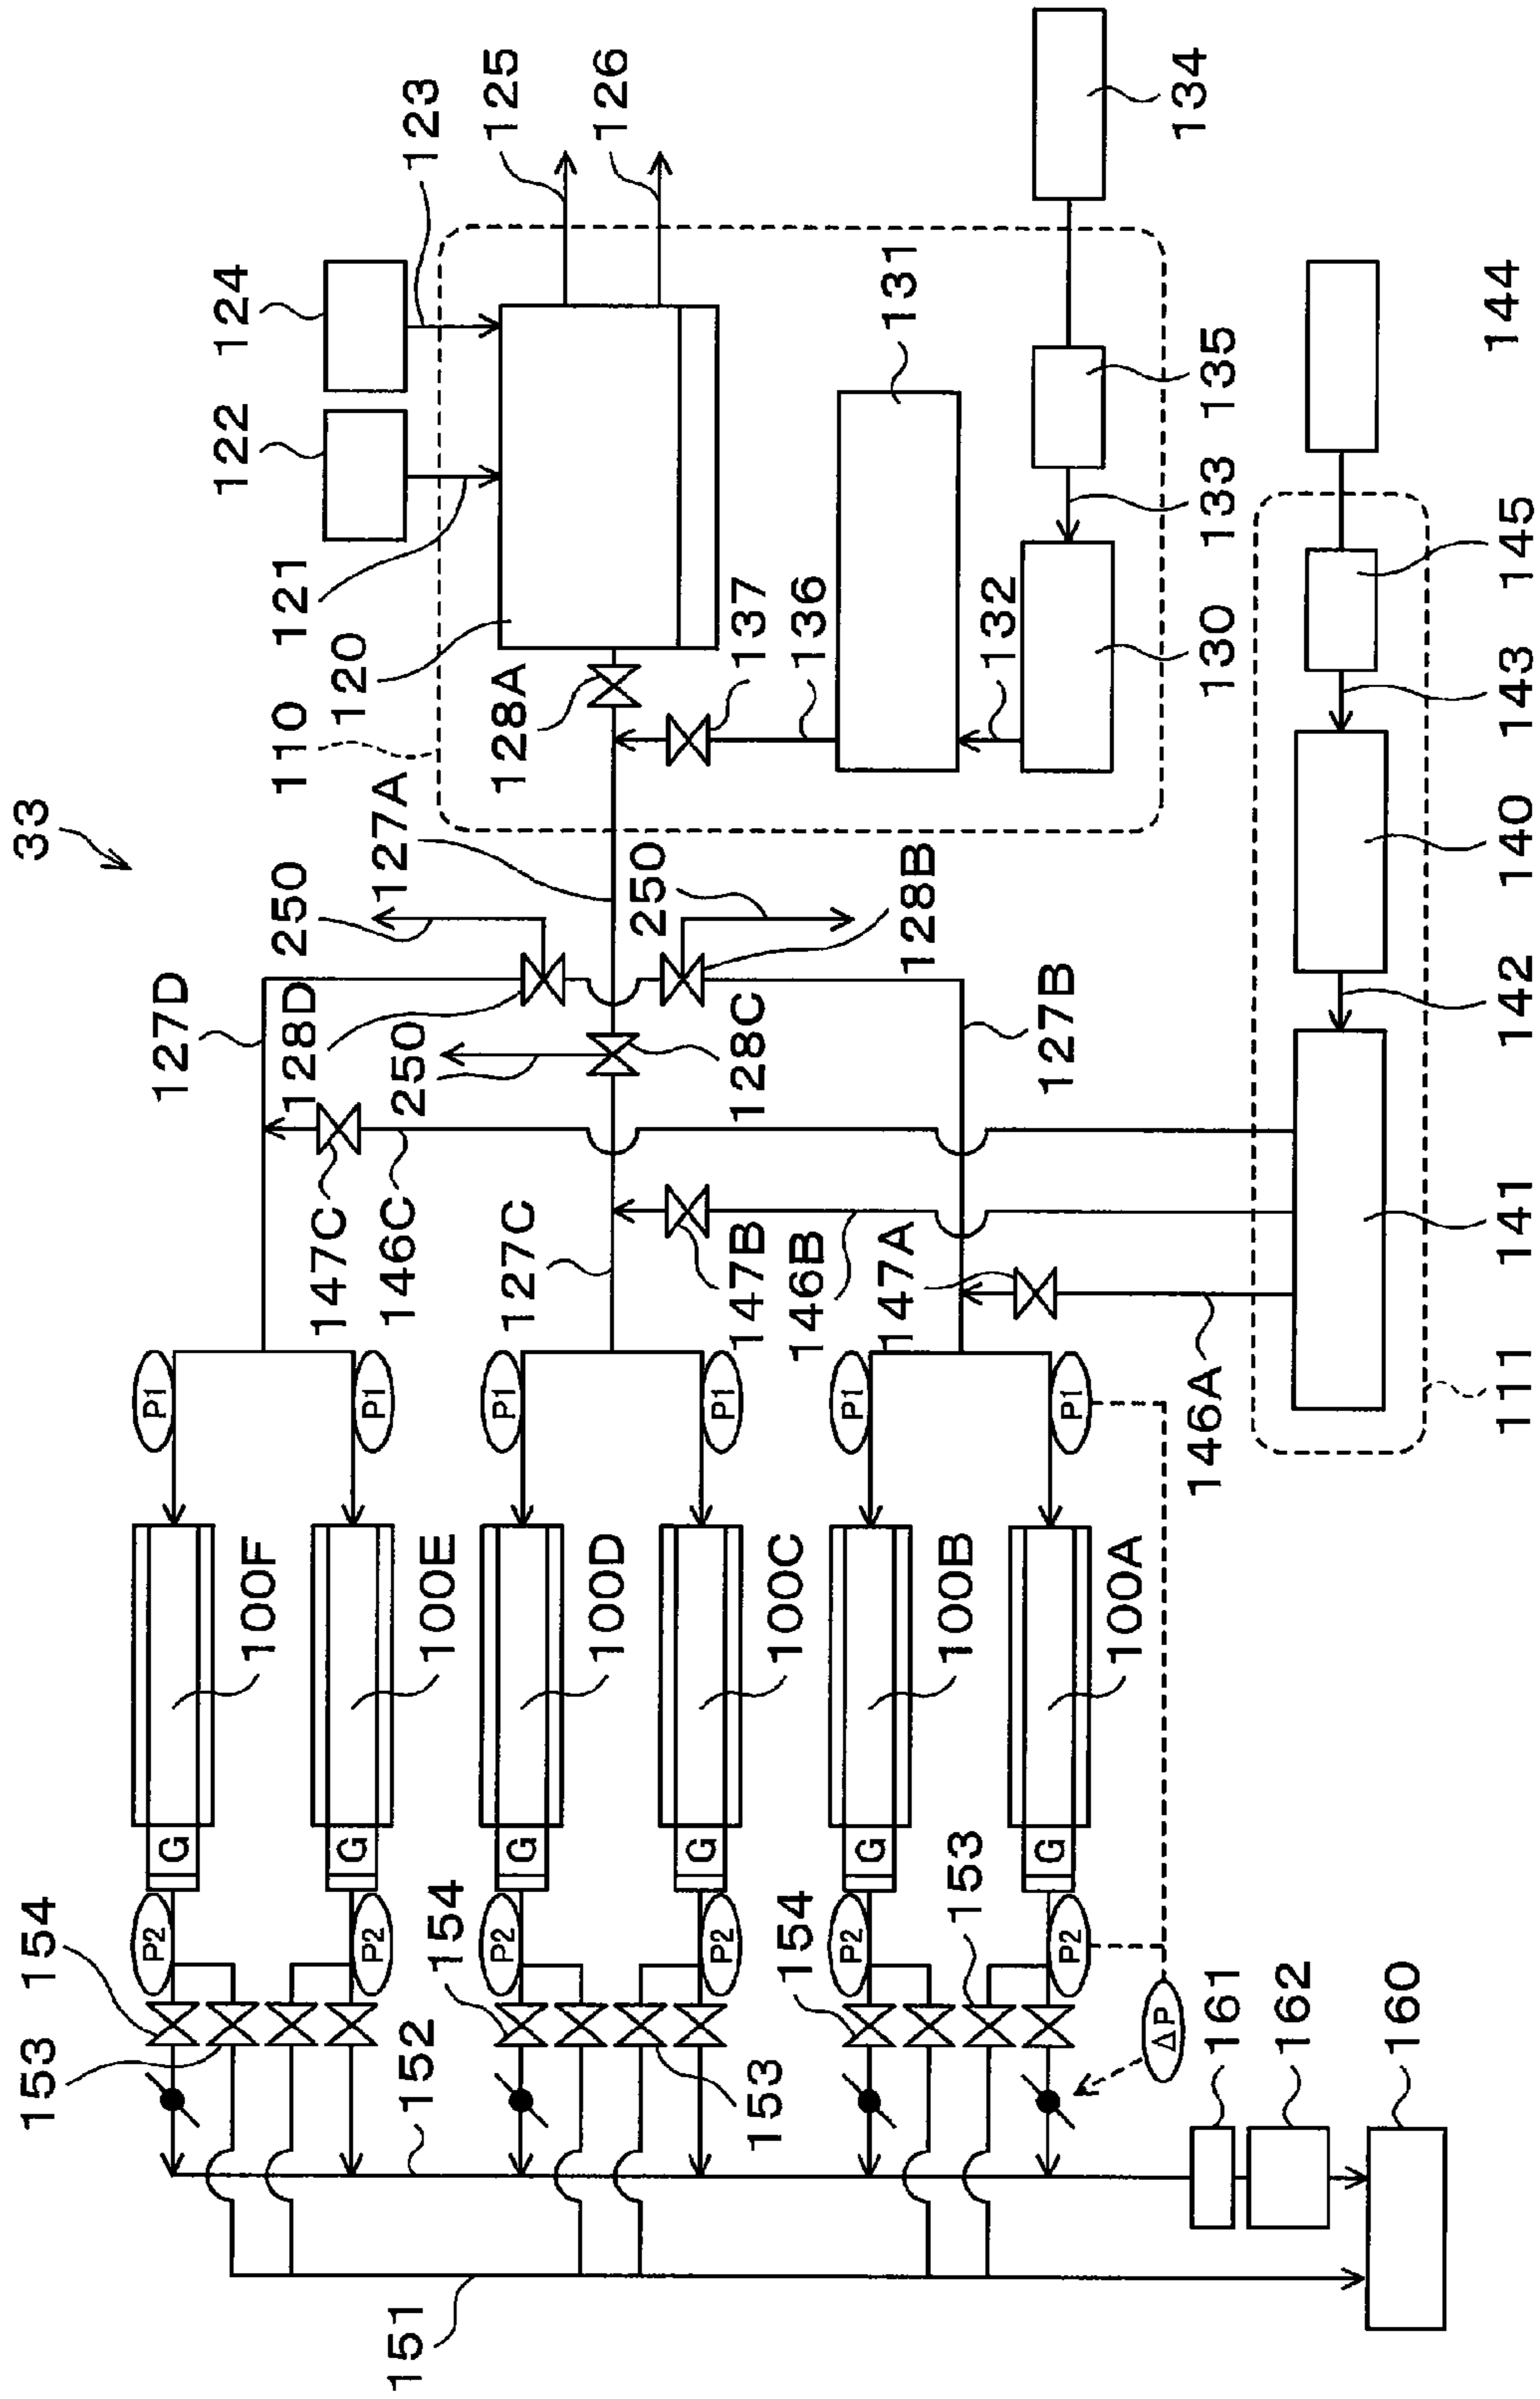 33
110
120
121
122
124
123
125
126
127A
128A
137
136
131
132
130
133
135
134
250
250
250
127D
128D
128C
128B
127B
127C
147C
146C
147B
146B
147A
146A
111
141
142
140
143
145
144
P1
P1
P1
P1
P1
P1
100F
100E
100D
100C
100B
100A
G
G
G
G
G
G
P2
P2
P2
P2
P2
P2
154
153
154
153
154
153
152
151
ΔP
161
162
160